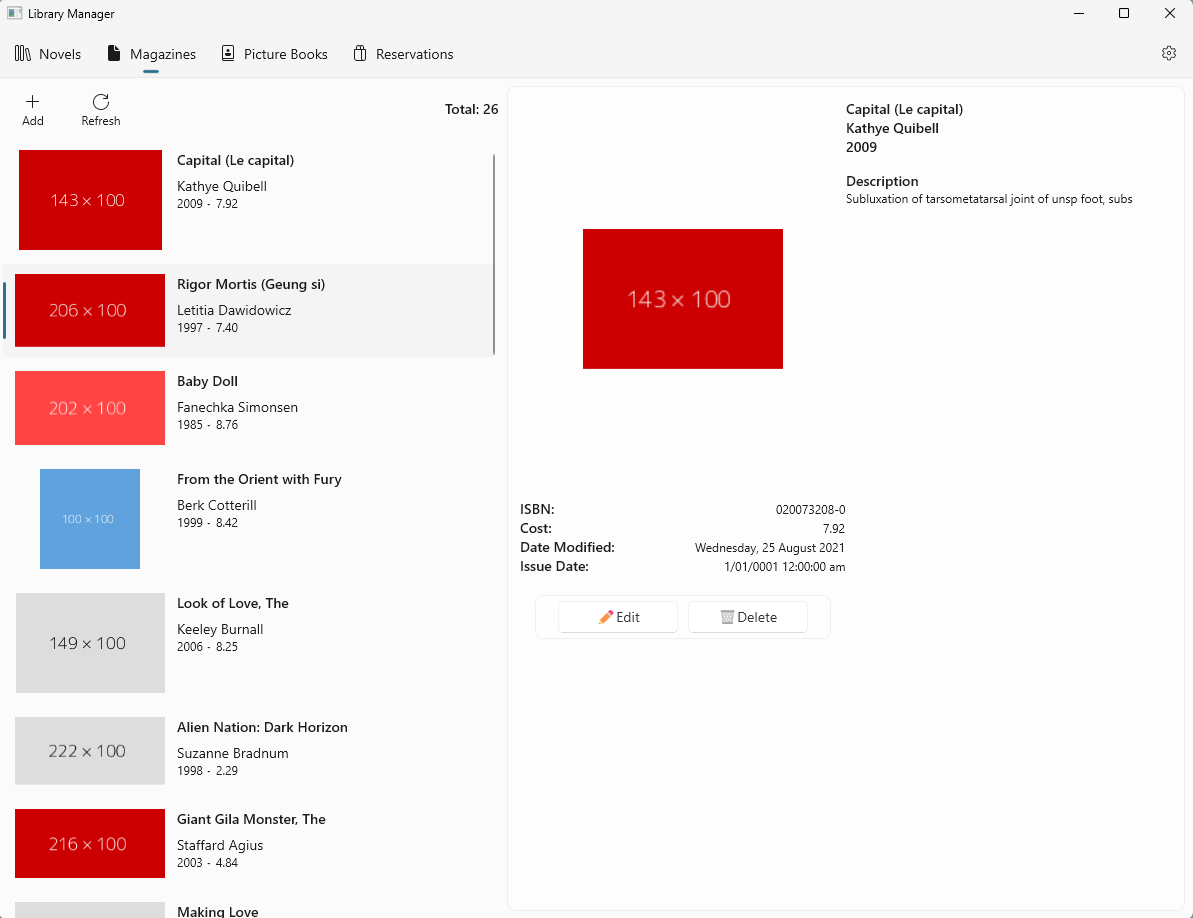 Library Manager
Novels
Magazines
Picture Books
Reservations
Add
Refresh
Total: 26
143 × 100
Capital (Le capital)
Kathye Quibell
2009 - 7.92
206 × 100
Rigor Mortis (Geung si)
Letitia Dawidowicz
1997 - 7.40
202 × 100
Baby Doll
Fanechka Simonsen
1985 - 8.76
100 × 100
From the Orient with Fury
Berk Cotterill
1999 - 8.42
149 × 100
Look of Love, The
Keeley Burnall
2006 - 8.25
222 × 100
Alien Nation: Dark Horizon
Suzanne Bradnum
1998 - 2.29
216 × 100
Giant Gila Monster, The
Staffard Agius
2003 - 4.84
Making Love
143 × 100
Capital (Le capital)
Kathye Quibell
2009
Description
Subluxation of tarsometatarsal joint of unsp foot, subs
ISBN: 020073208-0
Cost: 7.92
Date Modified: Wednesday, 25 August 2021
Issue Date: 1/01/0001 12:00:00 am
Edit
Delete